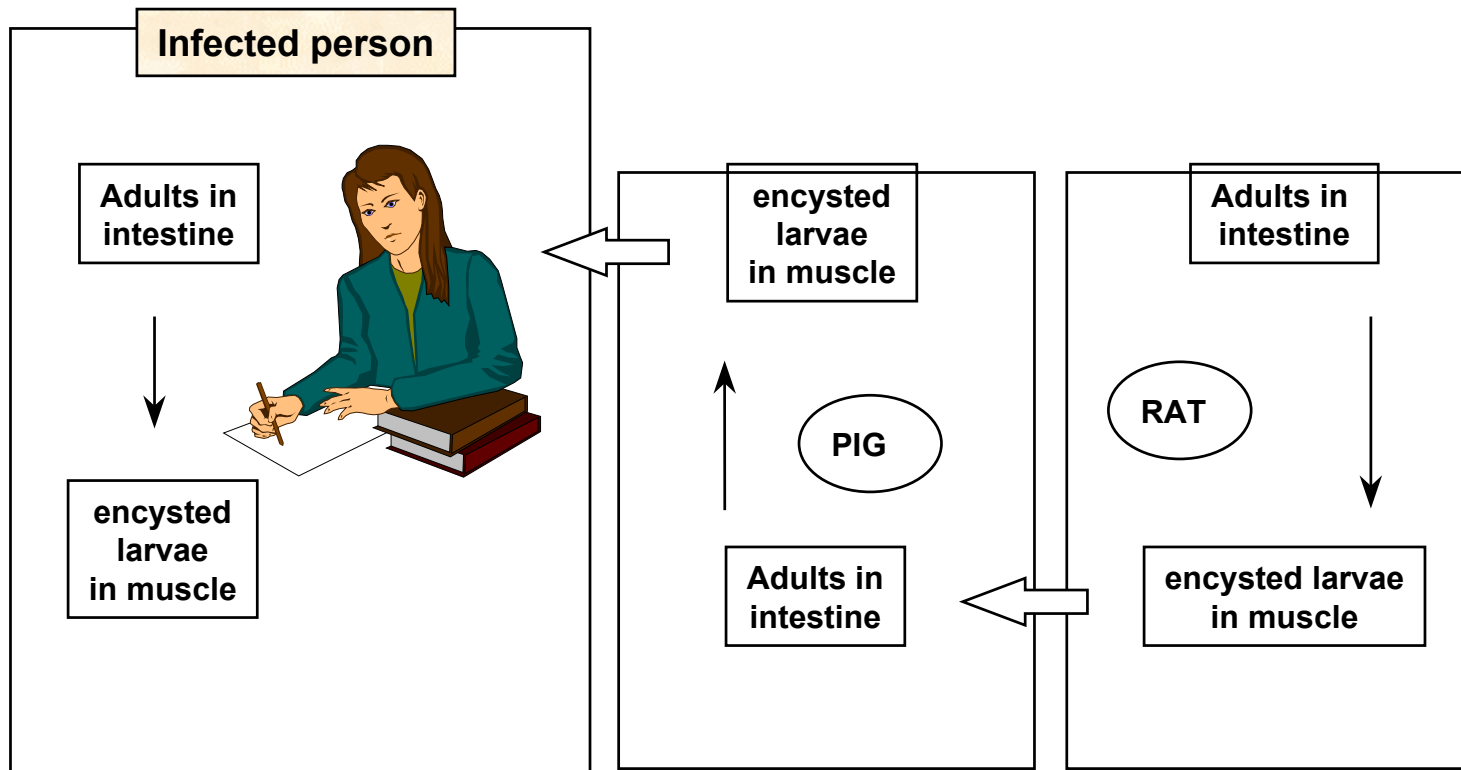 Infected person
Adults in
intestine
encysted
larvae
in muscle
encysted
larvae
in muscle
PIG
Adults in
intestine
Adults in
intestine
RAT
encysted larvae
in muscle